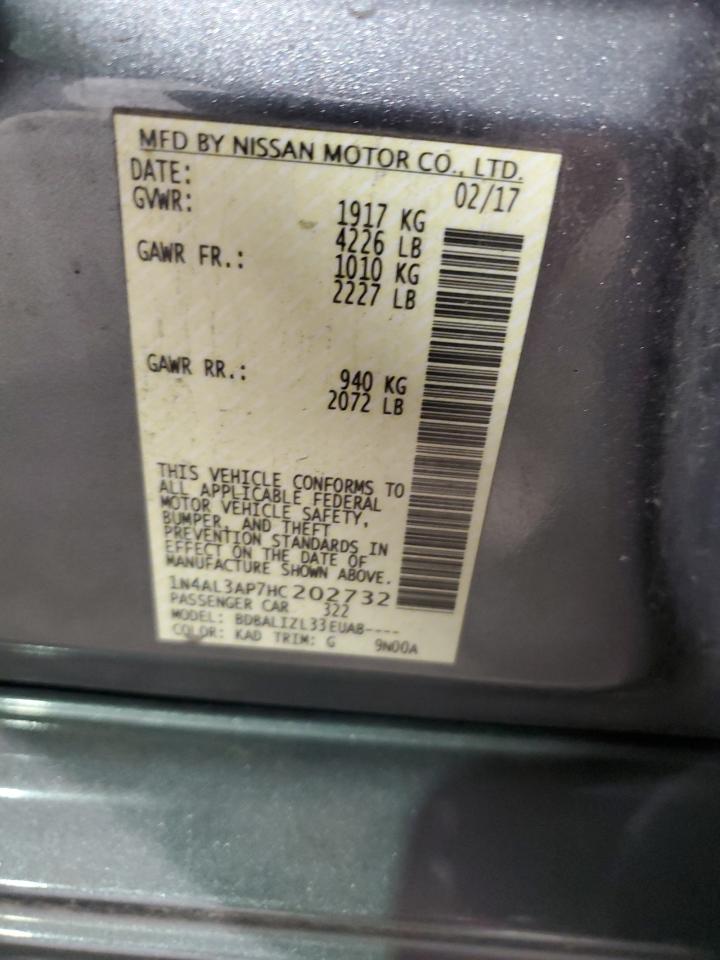 MFD BY NISSAN MOTOR CO., LTD.
DATE: 02/17
GVWR: 1917 KG
4226 LB
GAWR FR.: 1010 KG
2227 LB
GAWR RR.: 940 KG
2072 LB
THIS VEHICLE CONFORMS TO
ALL APPLICABLE FEDERAL
MOTOR VEHICLE SAFETY,
BUMPER, AND THEFT
PREVENTION STANDARDS IN
EFFECT ON THE DATE OF
MANUFACTURE SHOWN ABOVE.
1N4AL3AP7HC202732
PASSENGER CAR 322
MODEL: BDBALIZL33EUAB----
COLOR: KAD TRIM: G 9N00A